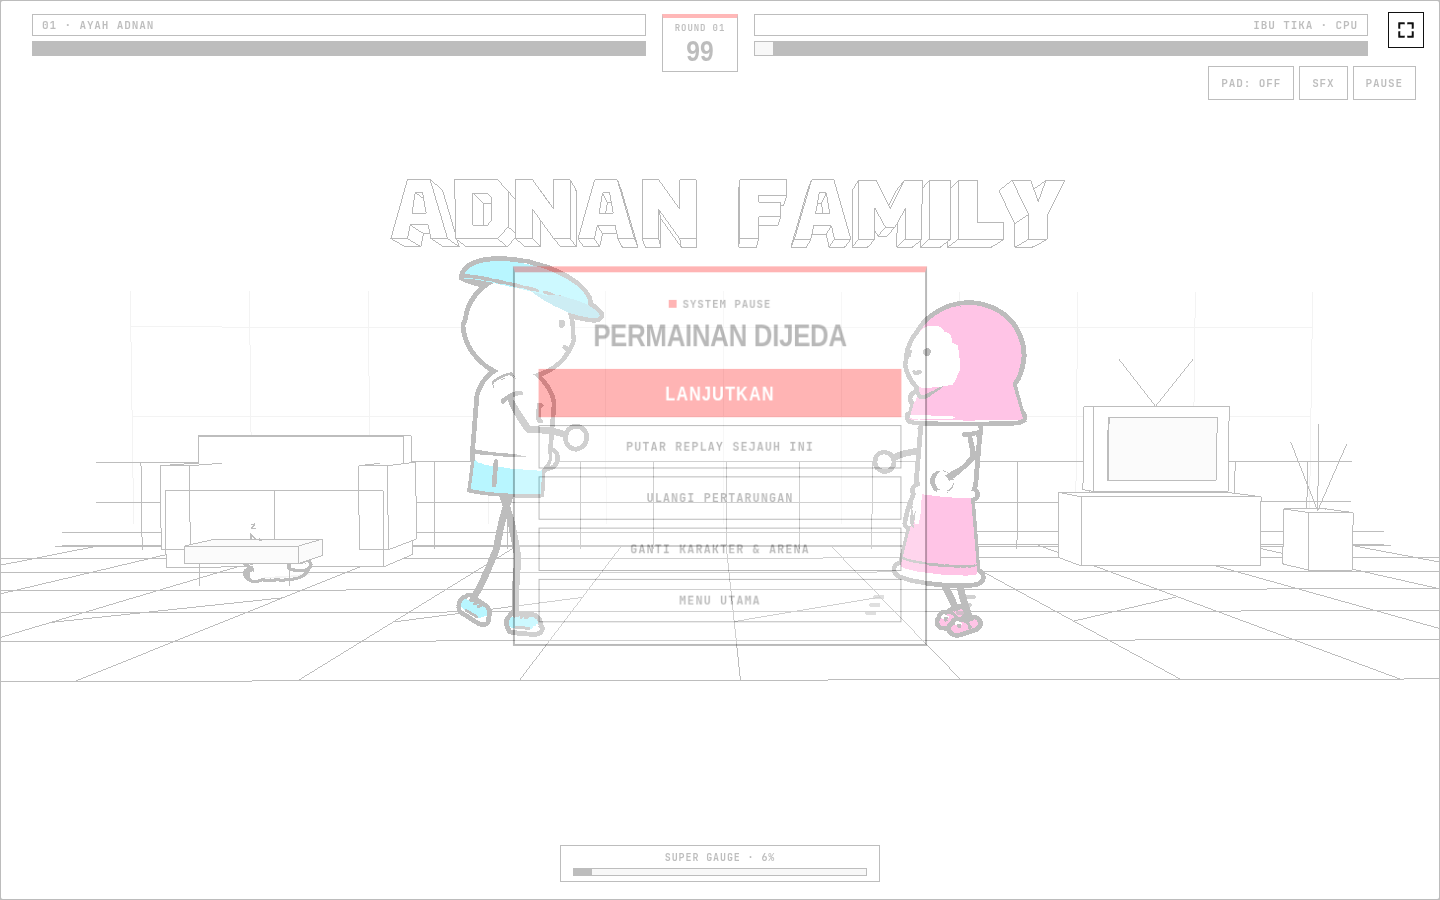 01 · AYAH ADNAN
ROUND 01
99
IBU TIKA · CPU
PAD: OFF
SFX
PAUSE
ADNAN FAMILY
SYSTEM PAUSE
PERMAINAN DIJEDA
LANJUTKAN
PUTAR REPLAY SEJAUH INI
ULANGI PERTARUNGAN
GANTI KARAKTER & ARENA
MENU UTAMA
z
SUPER GAUGE · 6%